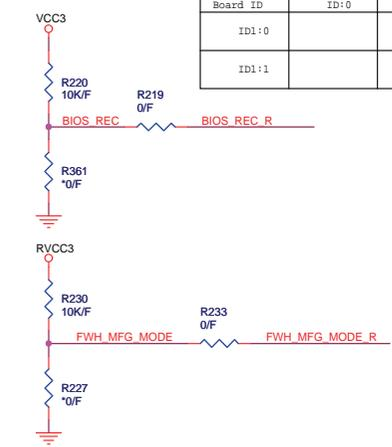 Board ID ID:0
ID1:0
ID1:1
VCC3
R220
10K/F
R219
0/F
BIOS_REC
BIOS_REC_R
R361
*0/F
RVCC3
R230
10K/F
R233
0/F
FWH_MFG_MODE
FWH_MFG_MODE_R
R227
*0/F